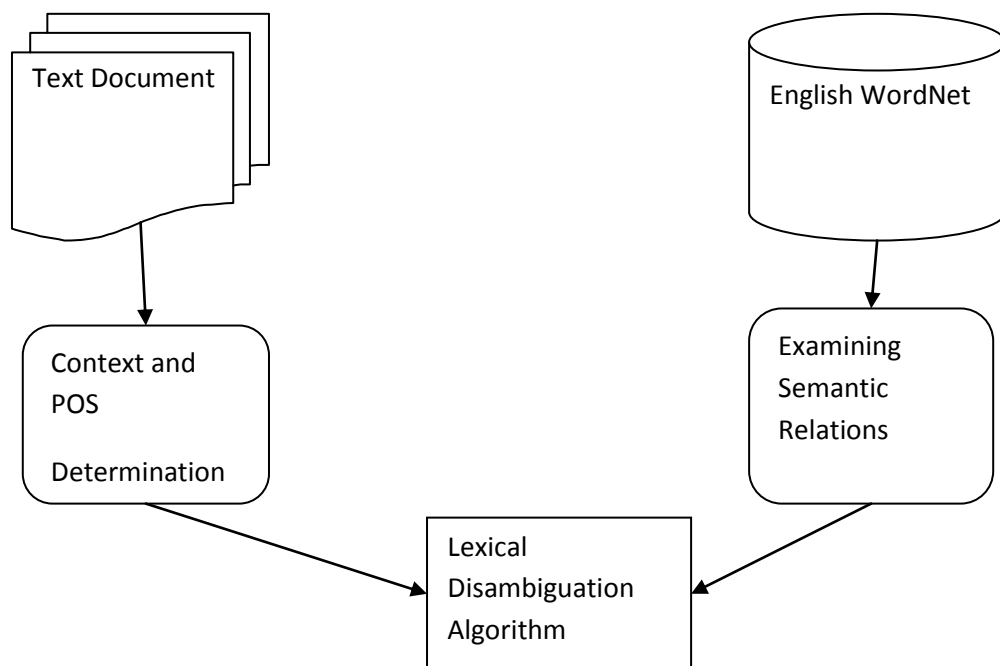 Text Document
English WordNet
Context and
POS
Determination
Examining
Semantic
Relations
Lexical
Disambiguation
Algorithm